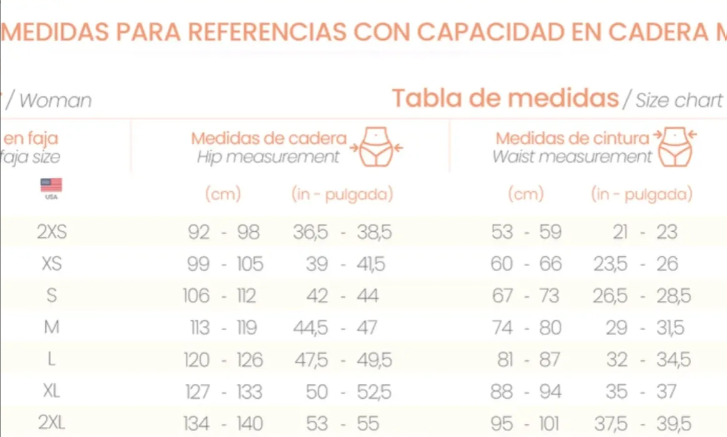 MEDIDAS PARA REFERENCIAS CON CAPACIDAD EN CADERA
/ Woman
Tabla de medidas / Size chart
en faja
faja size
Medidas de cadera
Hip measurement
Medidas de cintura
Waist measurement
USA
(cm) (in - pulgada) (cm) (in - pulgada)
2XS 92 - 98 36,5 - 38,5 53 - 59 21 - 23
XS 99 - 105 39 - 41,5 60 - 66 23,5 - 26
S 106 - 112 42 - 44 67 - 73 26,5 - 28,5
M 113 - 119 44,5 - 47 74 - 80 29 - 31,5
L 120 - 126 47,5 - 49,5 81 - 87 32 - 34,5
XL 127 - 133 50 - 52,5 88 - 94 35 - 37
2XL 134 - 140 53 - 55 95 - 101 37,5 - 39,5